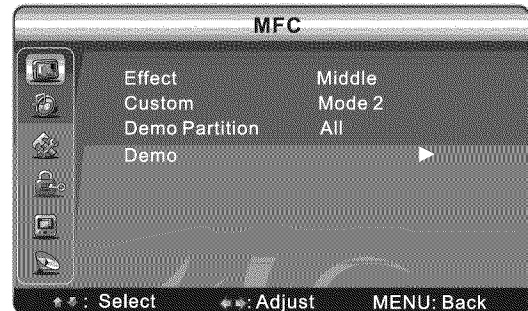 MFC
Effect Middle
Custom Mode 2
Demo Partition All
Demo
: Select : Adjust MENU: Back